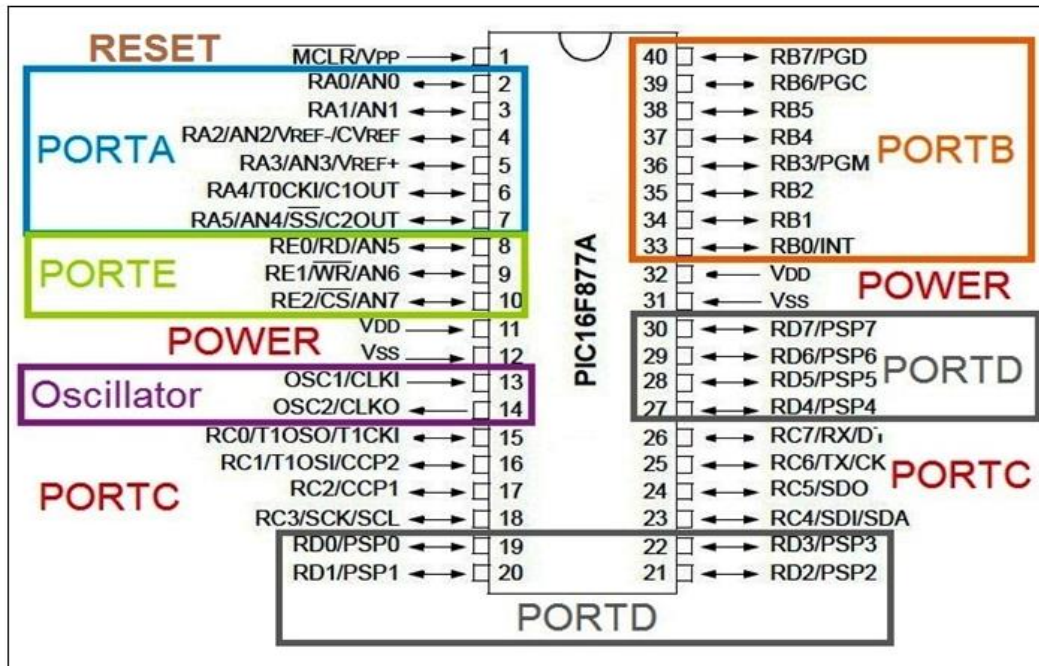 RESET
MCLR/VPP 1
PORTA
RA0/AN0 2
RA1/AN1 3
RA2/AN2/VREF-/CVREF 4
RA3/AN3/VREF+ 5
RA4/T0CKI/C1OUT 6
RA5/AN4/SS/C2OUT 7
PORTE
RE0/RD/AN5 8
RE1/WR/AN6 9
RE2/CS/AN7 10
POWER
VDD 11
VSS 12
Oscillator
OSC1/CLKI 13
OSC2/CLKO 14
PORTC
RC0/T1OSO/T1CKI 15
RC1/T1OSI/CCP2 16
RC2/CCP1 17
RC3/SCK/SCL 18
RD0/PSP0 19
RD1/PSP1 20
PIC16F877A
40 RB7/PGD
39 RB6/PGC
38 RB5
37 RB4
36 RB3/PGM
35 RB2
34 RB1
33 RB0/INT
PORTB
32 VDD
31 VSS
POWER
30 RD7/PSP7
29 RD6/PSP6
28 RD5/PSP5
27 RD4/PSP4
PORTD
26 RC7/RX/
25 RC6/TX/CK
24 RC5/SDO
23 RC4/SDI/SDA
PORTC
22 RD3/PSP3
21 RD2/PSP2
PORTD